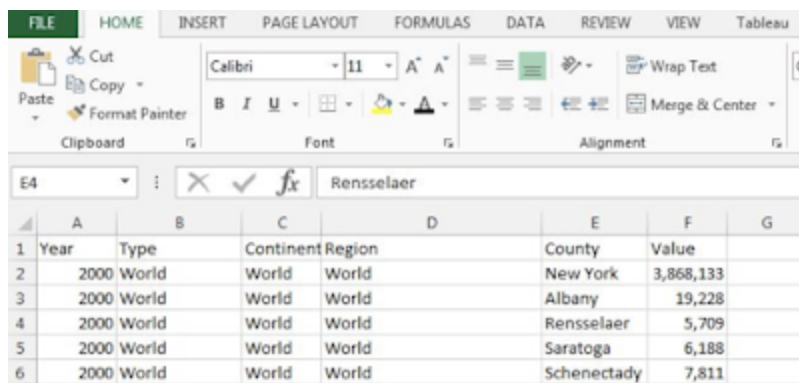 FILE HOME INSERT PAGE LAYOUT FORMULAS DATA REVIEW VIEW Tableau
Cut
Copy
Paste
Format Painter
Calibri 11 A A
B I U A
Wrap Text
Merge & Center
Clipboard Font Alignment
E4 fx Rensselaer
A B C D E F G
1 Year Type Continent Region County Value
2 2000 World World World New York 3,868,133
3 2000 World World World Albany 19,228
4 2000 World World World Rensselaer 5,709
5 2000 World World World Saratoga 6,188
6 2000 World World World Schenectady 7,811